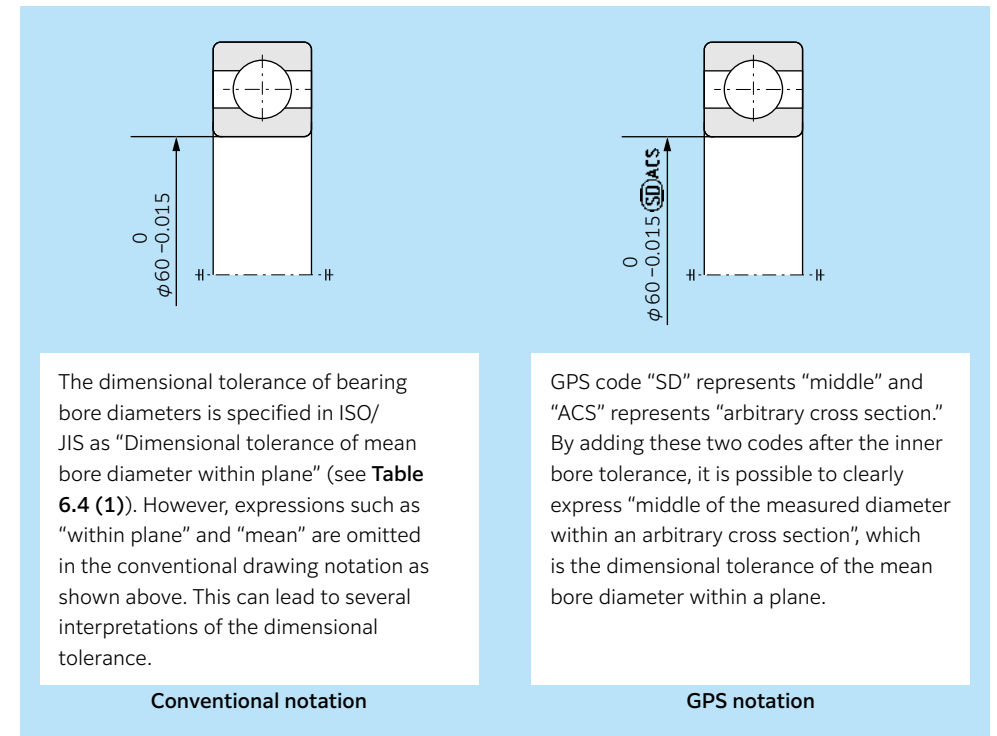 0
φ60 –0.015
0
φ60 –0.015 SD ACS
The dimensional tolerance of bearing
bore diameters is specified in ISO/
JIS as “Dimensional tolerance of mean
bore diameter within plane” (see Table
6.4 (1)). However, expressions such as
“within plane” and “mean” are omitted
in the conventional drawing notation as
shown above. This can lead to several
interpretations of the dimensional
tolerance.
Conventional notation
GPS code “SD” represents “middle” and
“ACS” represents “arbitrary cross section.”
By adding these two codes after the inner
bore tolerance, it is possible to clearly
express “middle of the measured diameter
within an arbitrary cross section”, which
is the dimensional tolerance of the mean
bore diameter within a plane.
GPS notation